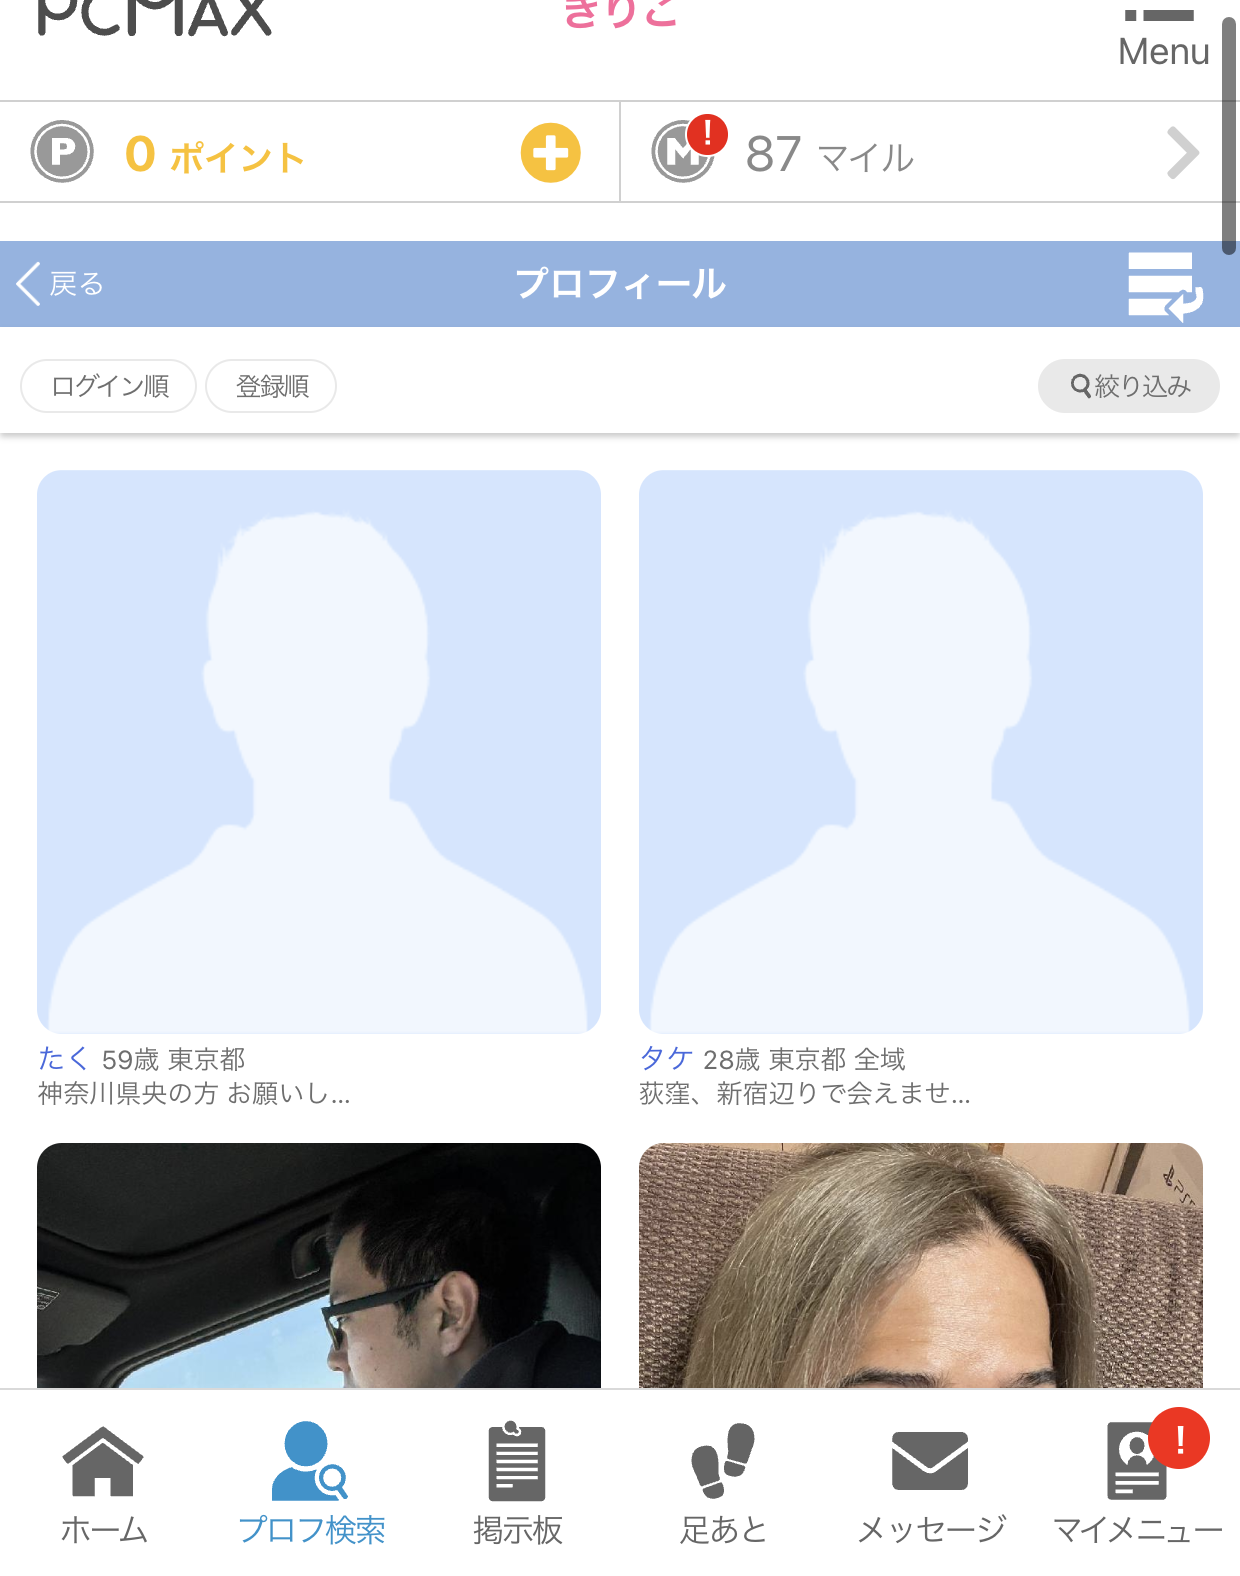 PCMAX
きりこ
Menu
P 0 ポイント
M ! 87 マイル
戻る
プロフィール
ログイン順
登録順
絞り込み
たく 59歳 東京都
神奈川県央の方 お願いし...
タケ 28歳 東京都 全域
荻窪、新宿辺りで会えませ...
ホーム
プロフ検索
掲示板
足あと
メッセージ
!
マイメニュー